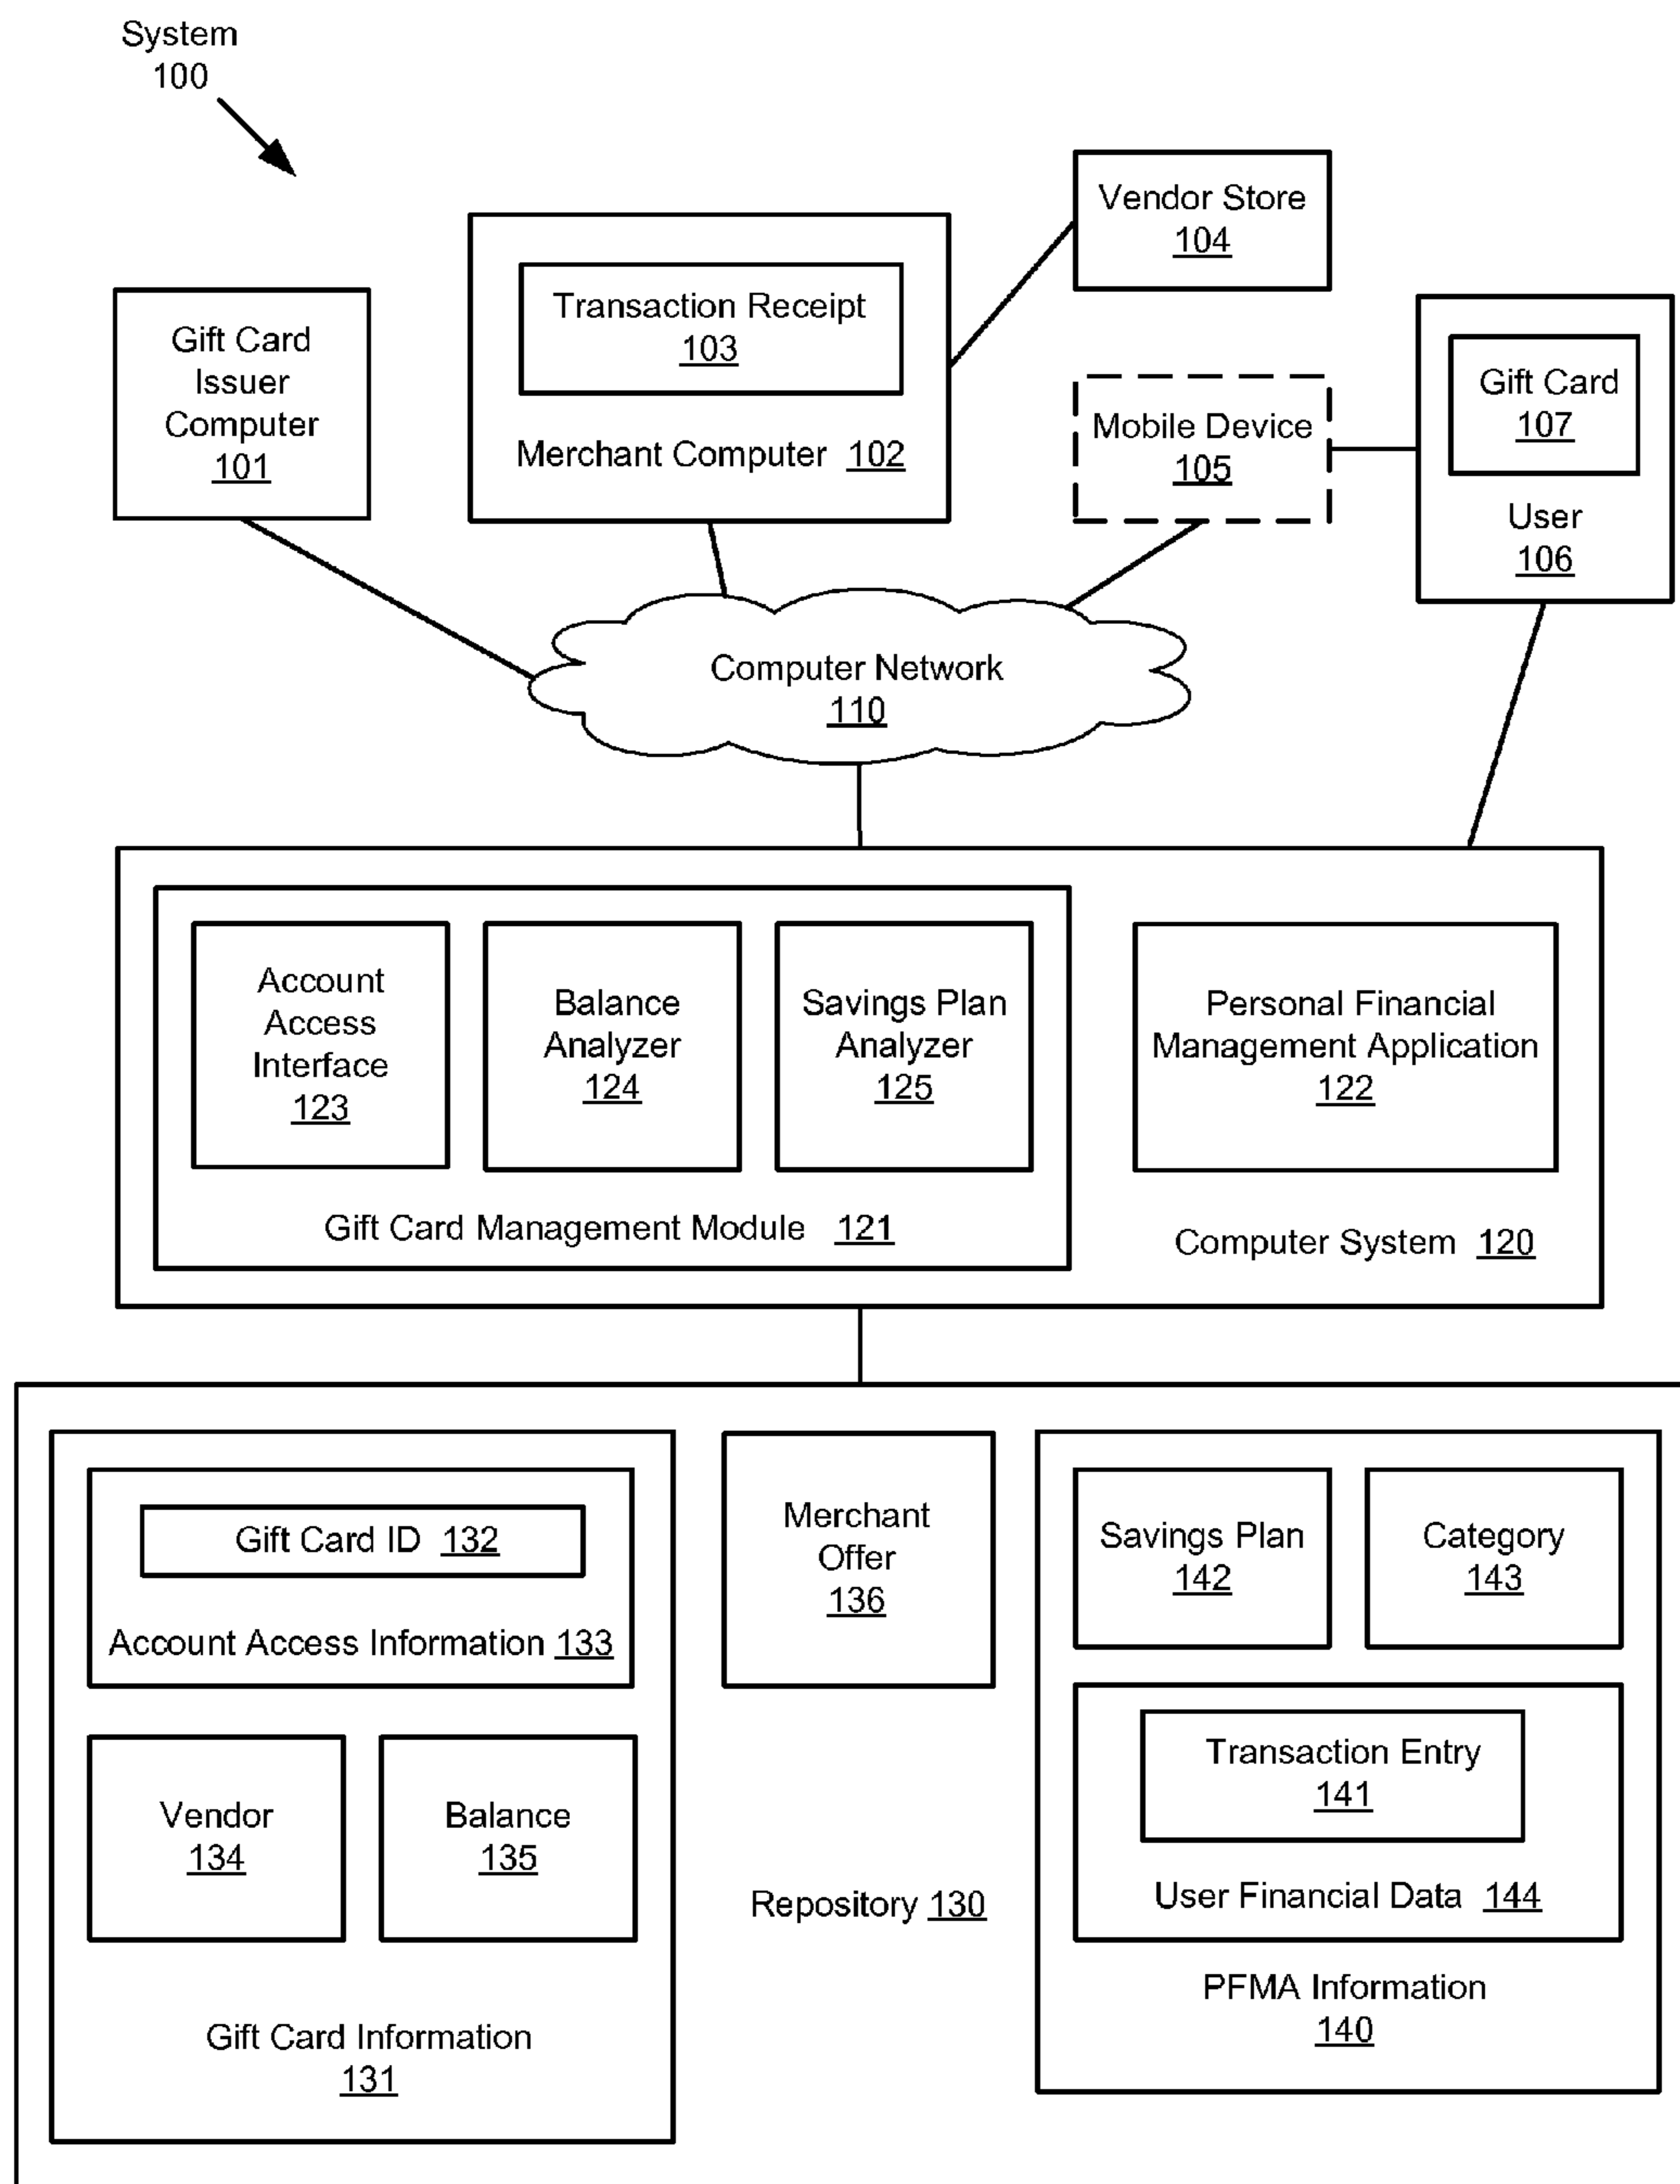 System
100
Vendor Store
104
Transaction Receipt
103
Merchant Computer 102
Gift Card
Issuer
Computer
101
Mobile Device
105
Gift Card
107
User
106
Computer Network
110
Account
Access
Interface
123
Balance
Analyzer
124
Savings Plan
Analyzer
125
Gift Card Management Module 121
Personal Financial
Management Application
122
Computer System 120
Gift Card ID 132
Account Access Information 133
Vendor
134
Balance
135
Gift Card Information
131
Merchant
Offer
136
Repository 130
Savings Plan
142
Category
143
Transaction Entry
141
User Financial Data 144
PFMA Information
140